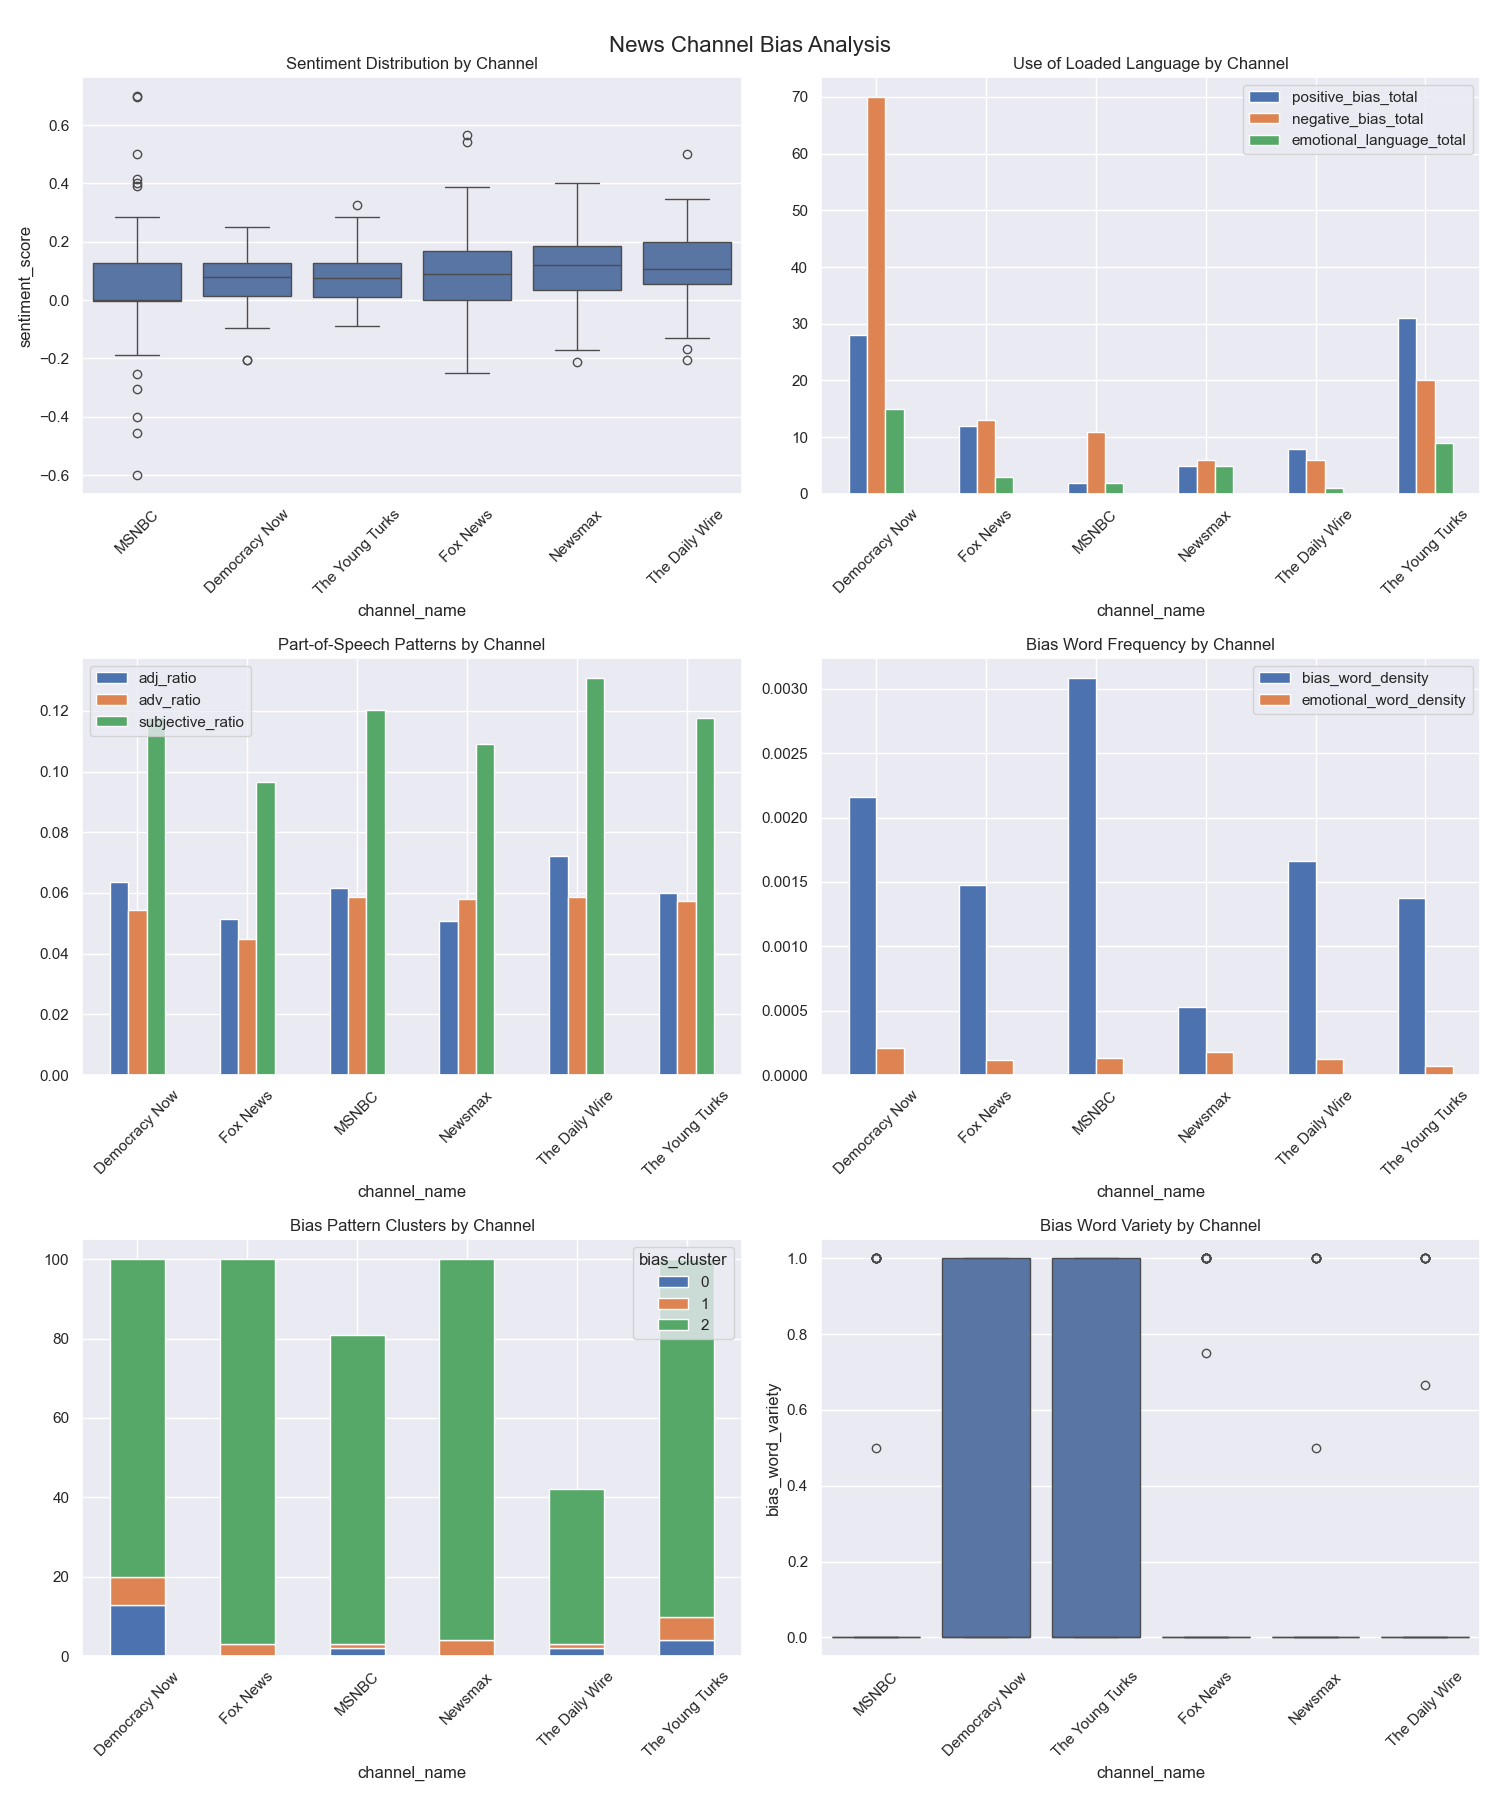 News Channel Bias Analysis
Sentiment Distribution by Channel
sentiment_score
0.6
0.4
0.2
0.0
−0.2
−0.4
−0.6
MSNBC
Democracy Now
The Young Turks
Fox News
Newsmax
The Daily Wire
channel_name
Use of Loaded Language by Channel
positive_bias_total
negative_bias_total
emotional_language_total
70
60
50
40
30
20
10
0
Democracy Now
Fox News
MSNBC
Newsmax
The Daily Wire
The Young Turks
channel_name
Part-of-Speech Patterns by Channel
adj_ratio
adv_ratio
subjective_ratio
0.12
0.10
0.08
0.06
0.04
0.02
0.00
Democracy Now
Fox News
MSNBC
Newsmax
The Daily Wire
The Young Turks
channel_name
Bias Word Frequency by Channel
bias_word_density
emotional_word_density
0.0030
0.0025
0.0020
0.0015
0.0010
0.0005
0.0000
Democracy Now
Fox News
MSNBC
Newsmax
The Daily Wire
The Young Turks
channel_name
Bias Pattern Clusters by Channel
bias_cluster
0
1
2
100
80
60
40
20
0
Democracy Now
Fox News
MSNBC
Newsmax
The Daily Wire
The Young Turks
channel_name
Bias Word Variety by Channel
bias_word_variety
1.0
0.8
0.6
0.4
0.2
0.0
MSNBC
Democracy Now
The Young Turks
Fox News
Newsmax
The Daily Wire
channel_name